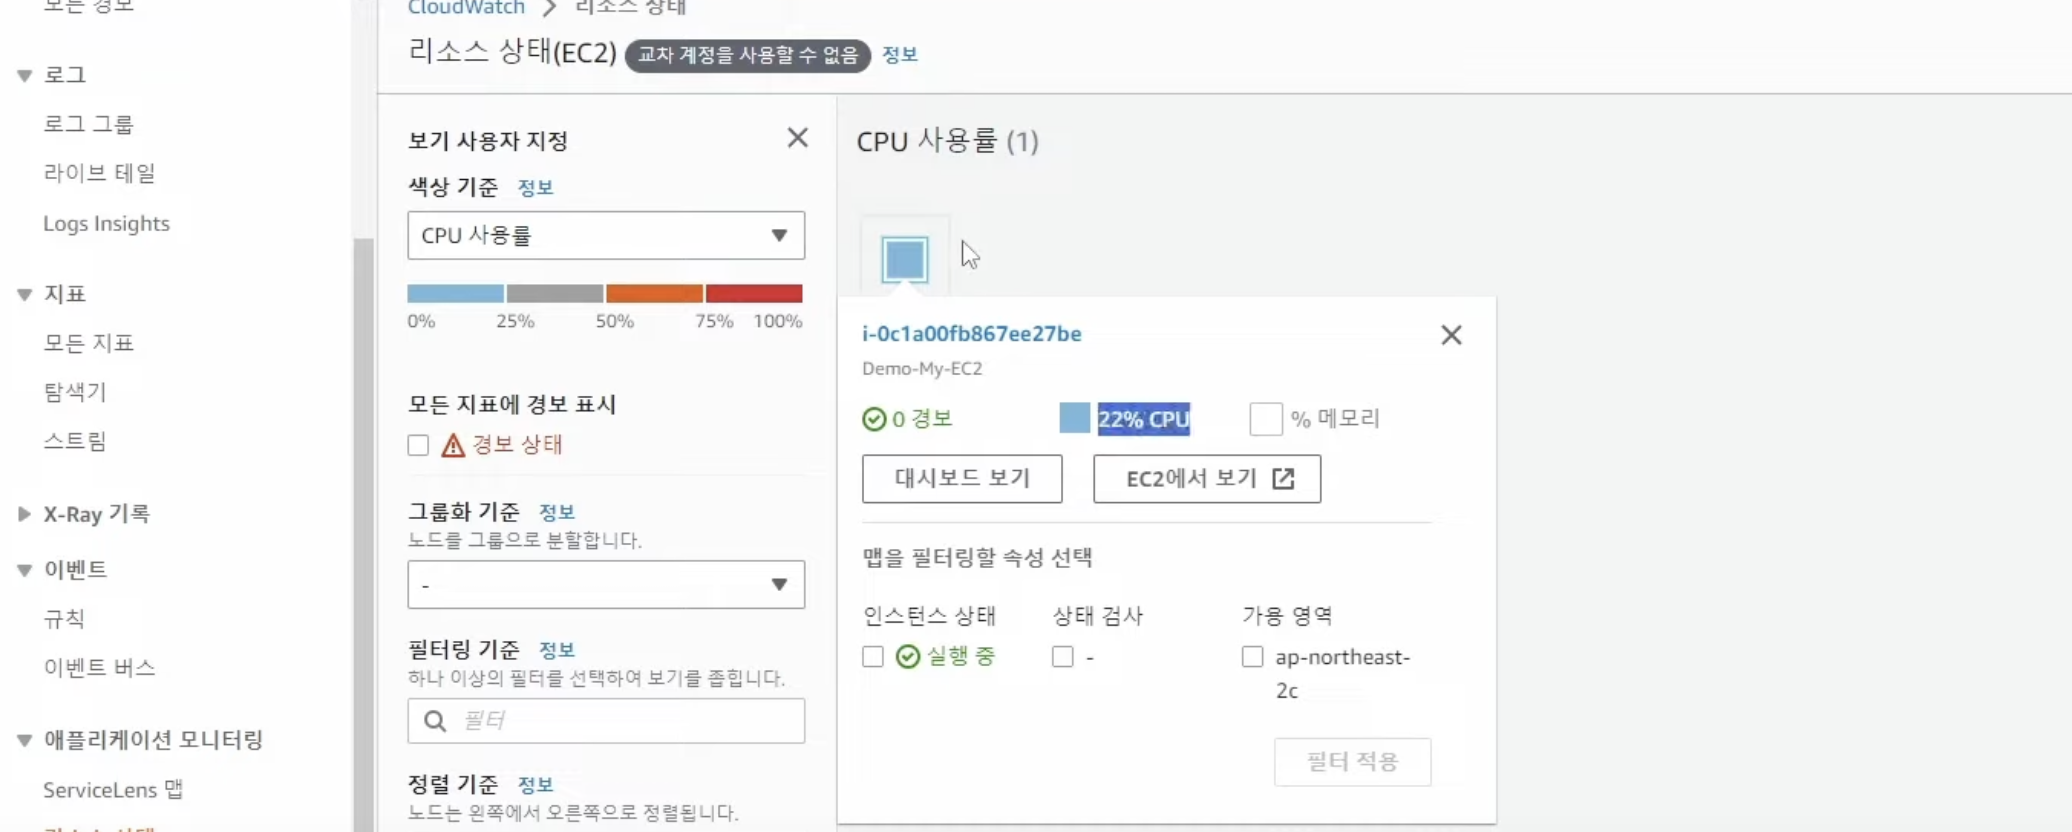 모든 경보
로그
로그 그룹
라이브 테일
Logs Insights
지표
모든 지표
탐색기
스트림
X-Ray 기록
이벤트
규칙
이벤트 버스
애플리케이션 모니터링
ServiceLens 맵
리소스 상태
CloudWatch > 리소스 상태
리소스 상태(EC2) 교차 계정을 사용할 수 없음 정보
보기 사용자 지정
색상 기준 정보
CPU 사용률
0% 25% 50% 75% 100%
모든 지표에 경보 표시
경보 상태
그룹화 기준 정보
노드를 그룹으로 분할합니다.
-
필터링 기준 정보
하나 이상의 필터를 선택하여 보기를 좁힙니다.
필터
정렬 기준 정보
노드는 왼쪽에서 오른쪽으로 정렬됩니다.
CPU 사용률 (1)
i-0c1a00fb867ee27be
Demo-My-EC2
0 경보 22% CPU % 메모리
대시보드 보기 EC2에서 보기
맵을 필터링할 속성 선택
인스턴스 상태 상태 검사 가용 영역
실행 중 - ap-northeast-
2c
필터 적용